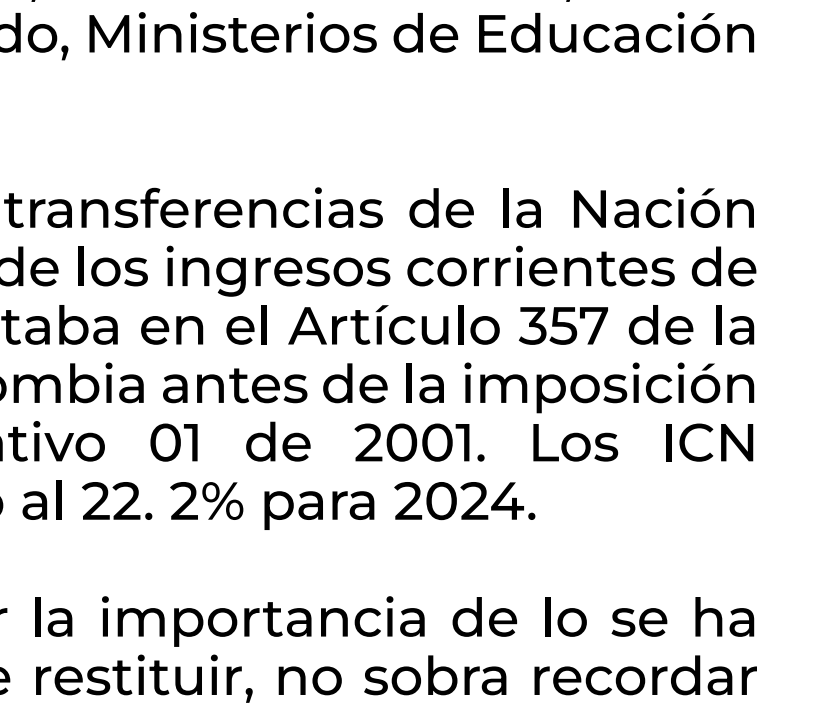 do, Ministerios de Educación
transferencias de la Nación
de los ingresos corrientes de
taba en el Artículo 357 de la
ombia antes de la imposición
ativo 01 de 2001. Los ICN
o al 22. 2% para 2024.
r la importancia de lo se ha
e restituir, no sobra recordar